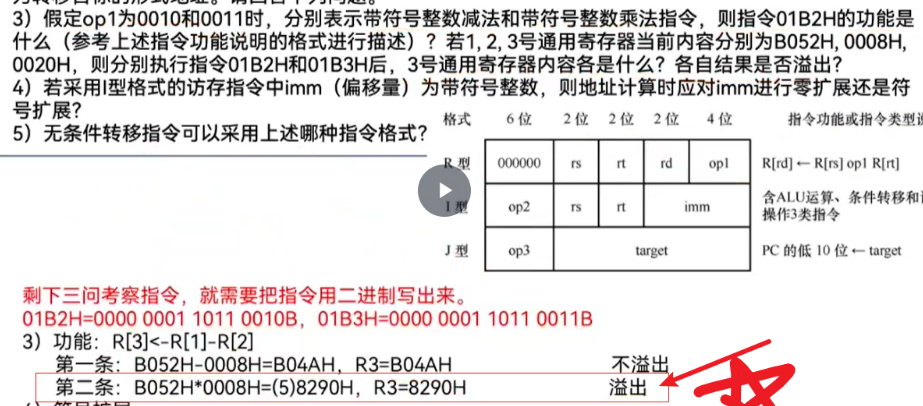 3）假定op1为0010和0011时，分别表示带符号整数减法和带符号整数乘法指令，则指令01B2H的功能是
什么（参考上述指令功能说明的格式进行描述）？若1, 2, 3号通用寄存器当前内容分别为B052H, 0008H,
0020H，则分别执行指令01B2H和01B3H后，3号通用寄存器内容各是什么？各自结果是否溢出？
4）若采用I型格式的访存指令中imm（偏移量）为带符号整数，则地址计算时应对imm进行零扩展还是符
号扩展？
5）无条件转移指令可以采用上述哪种指令格式？
格式 6 位 2 位 2 位 2 位 4 位 指令功能或指令类型
R 型 000000 rs rt rd op1 R[rd] ← R[rs] op1 R[rt]
I 型 op2 rs rt imm 含ALU运算、条件转移和
操作3类指令
J 型 op3 target PC 的低 10 位 ← target
剩下三问考察指令，就需要把指令用二进制写出来。
01B2H=0000 0001 1011 0010B，01B3H=0000 0001 1011 0011B
3）功能：R[3]<-R[1]-R[2]
第一条：B052H-0008H=B04AH，R3=B04AH 不溢出
第二条：B052H*0008H=(5)8290H，R3=8290H 溢出